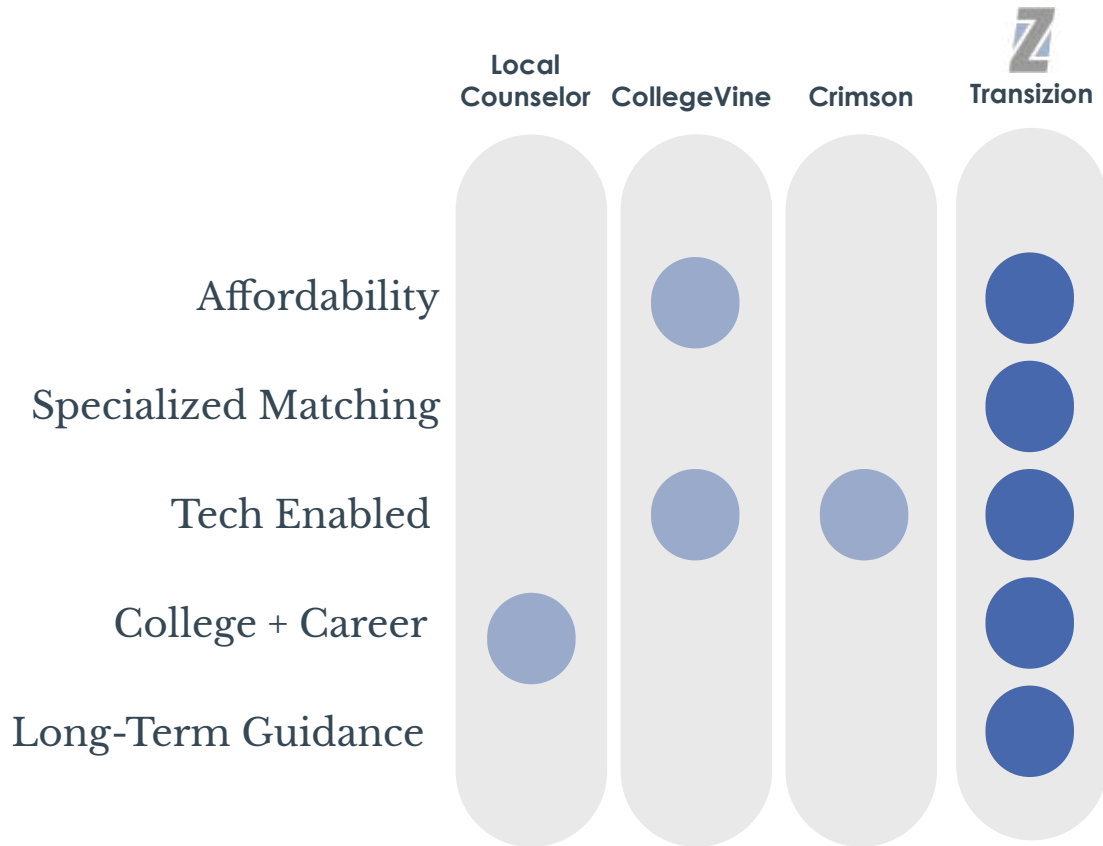 Local
Counselor
CollegeVine
Crimson
Z
Transizion
Affordability
Specialized Matching
Tech Enabled
College + Career
Long-Term Guidance